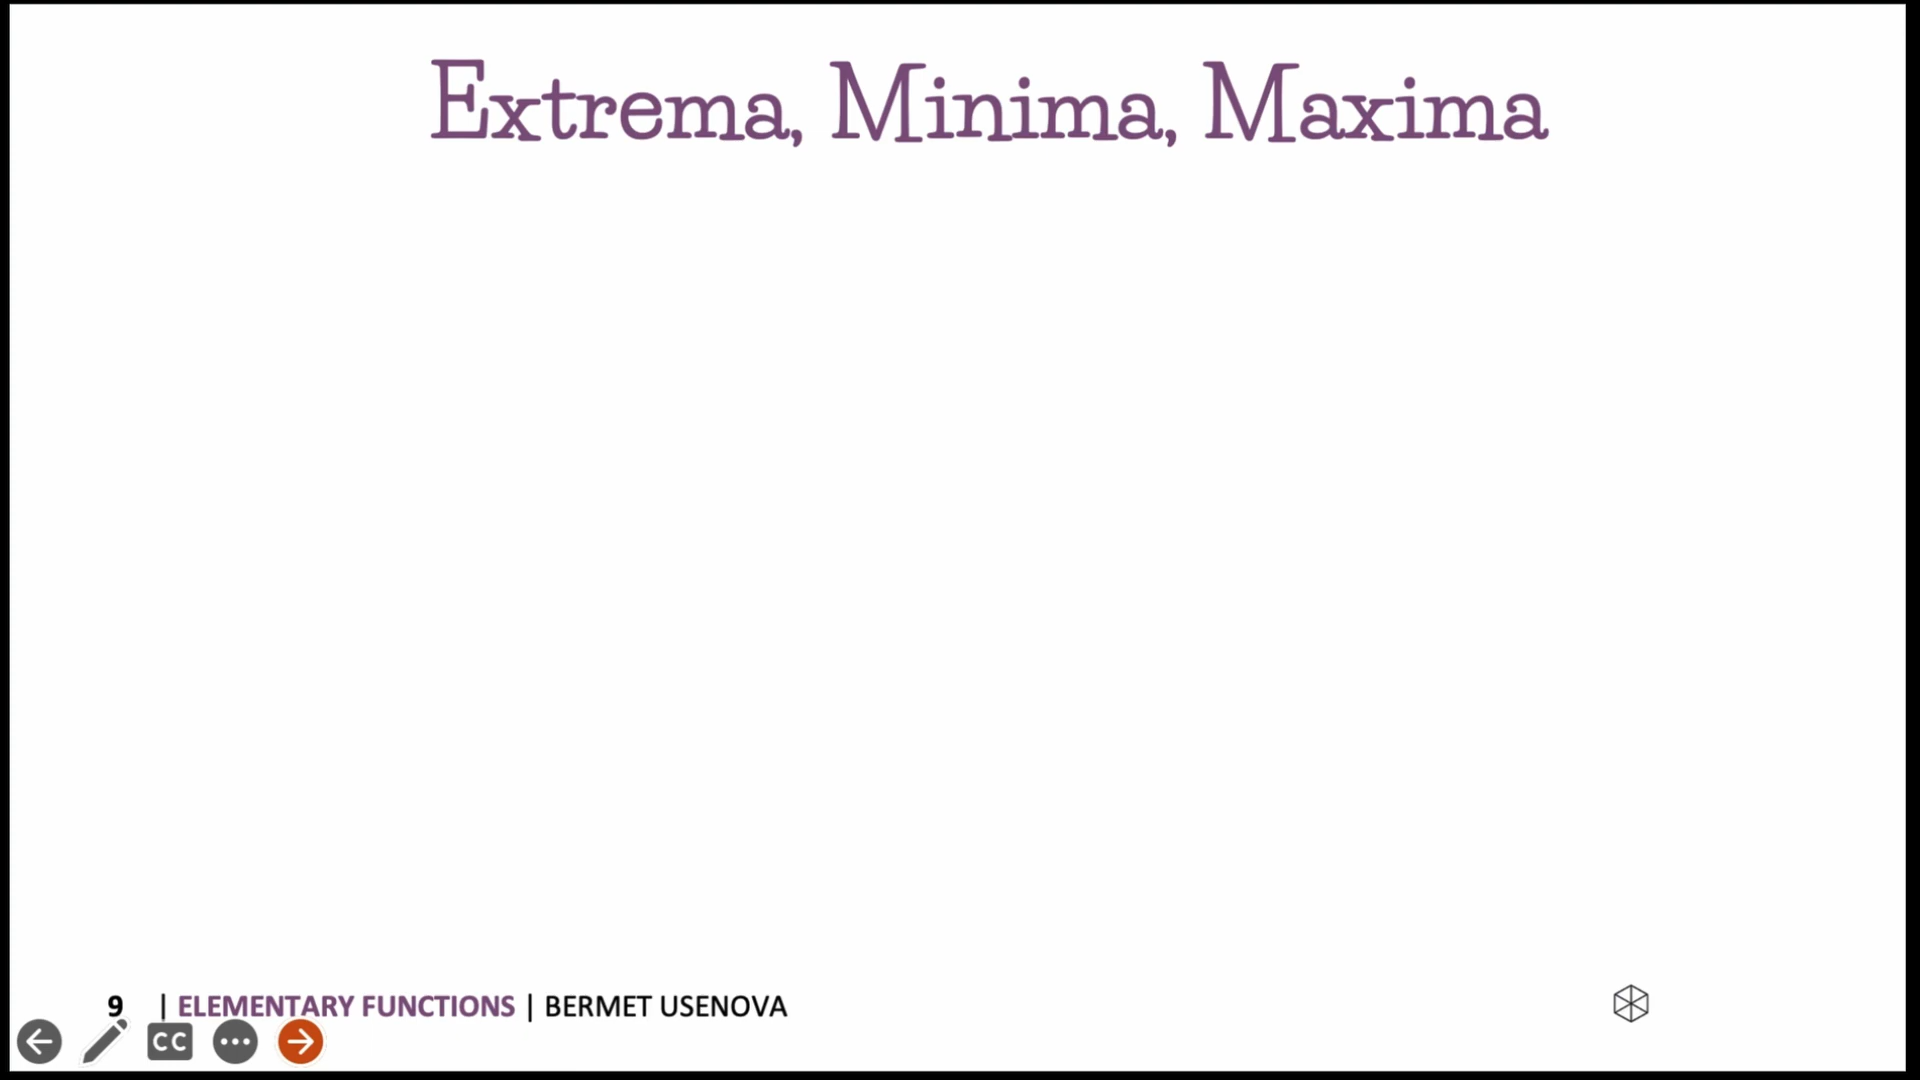 Extrema, Minima, Maxima
9 | ELEMENTARY FUNCTIONS | BERMET USENOVA
CC